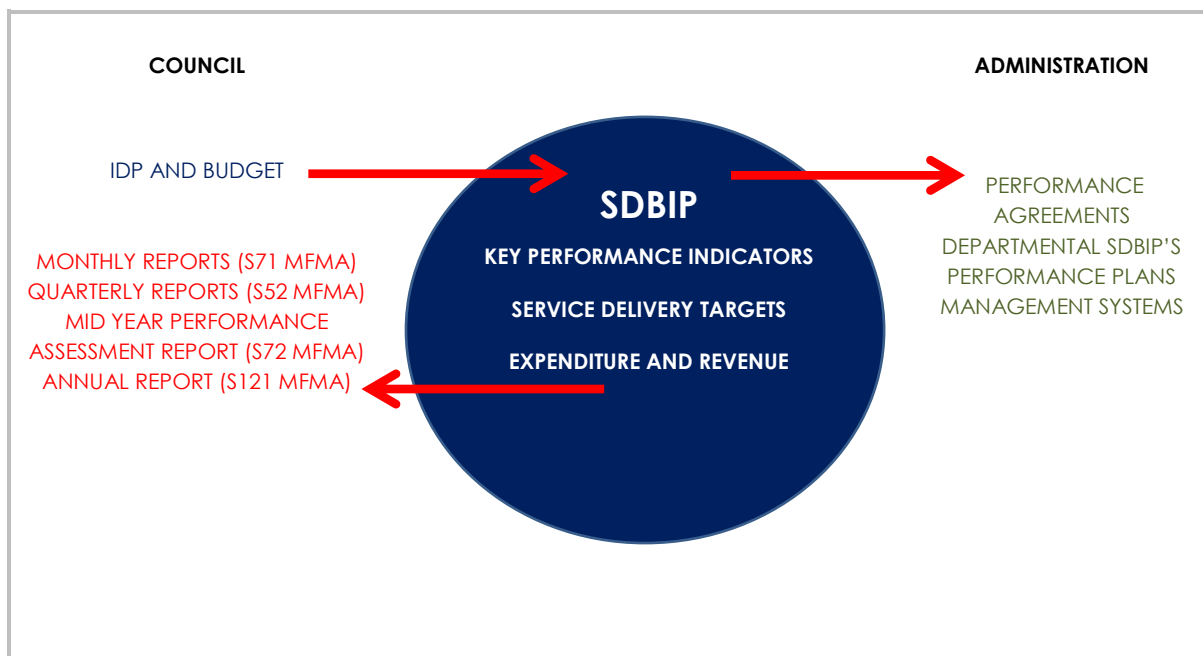 COUNCIL
ADMINISTRATION
IDP AND BUDGET
MONTHLY REPORTS (S71 MFMA)
QUARTERLY REPORTS (S52 MFMA)
MID YEAR PERFORMANCE
ASSESSMENT REPORT (S72 MFMA)
ANNUAL REPORT (S121 MFMA)
SDBIP
KEY PERFORMANCE INDICATORS
SERVICE DELIVERY TARGETS
EXPENDITURE AND REVENUE
PERFORMANCE
AGREEMENTS
DEPARTMENTAL SDBIP’S
PERFORMANCE PLANS
MANAGEMENT SYSTEMS